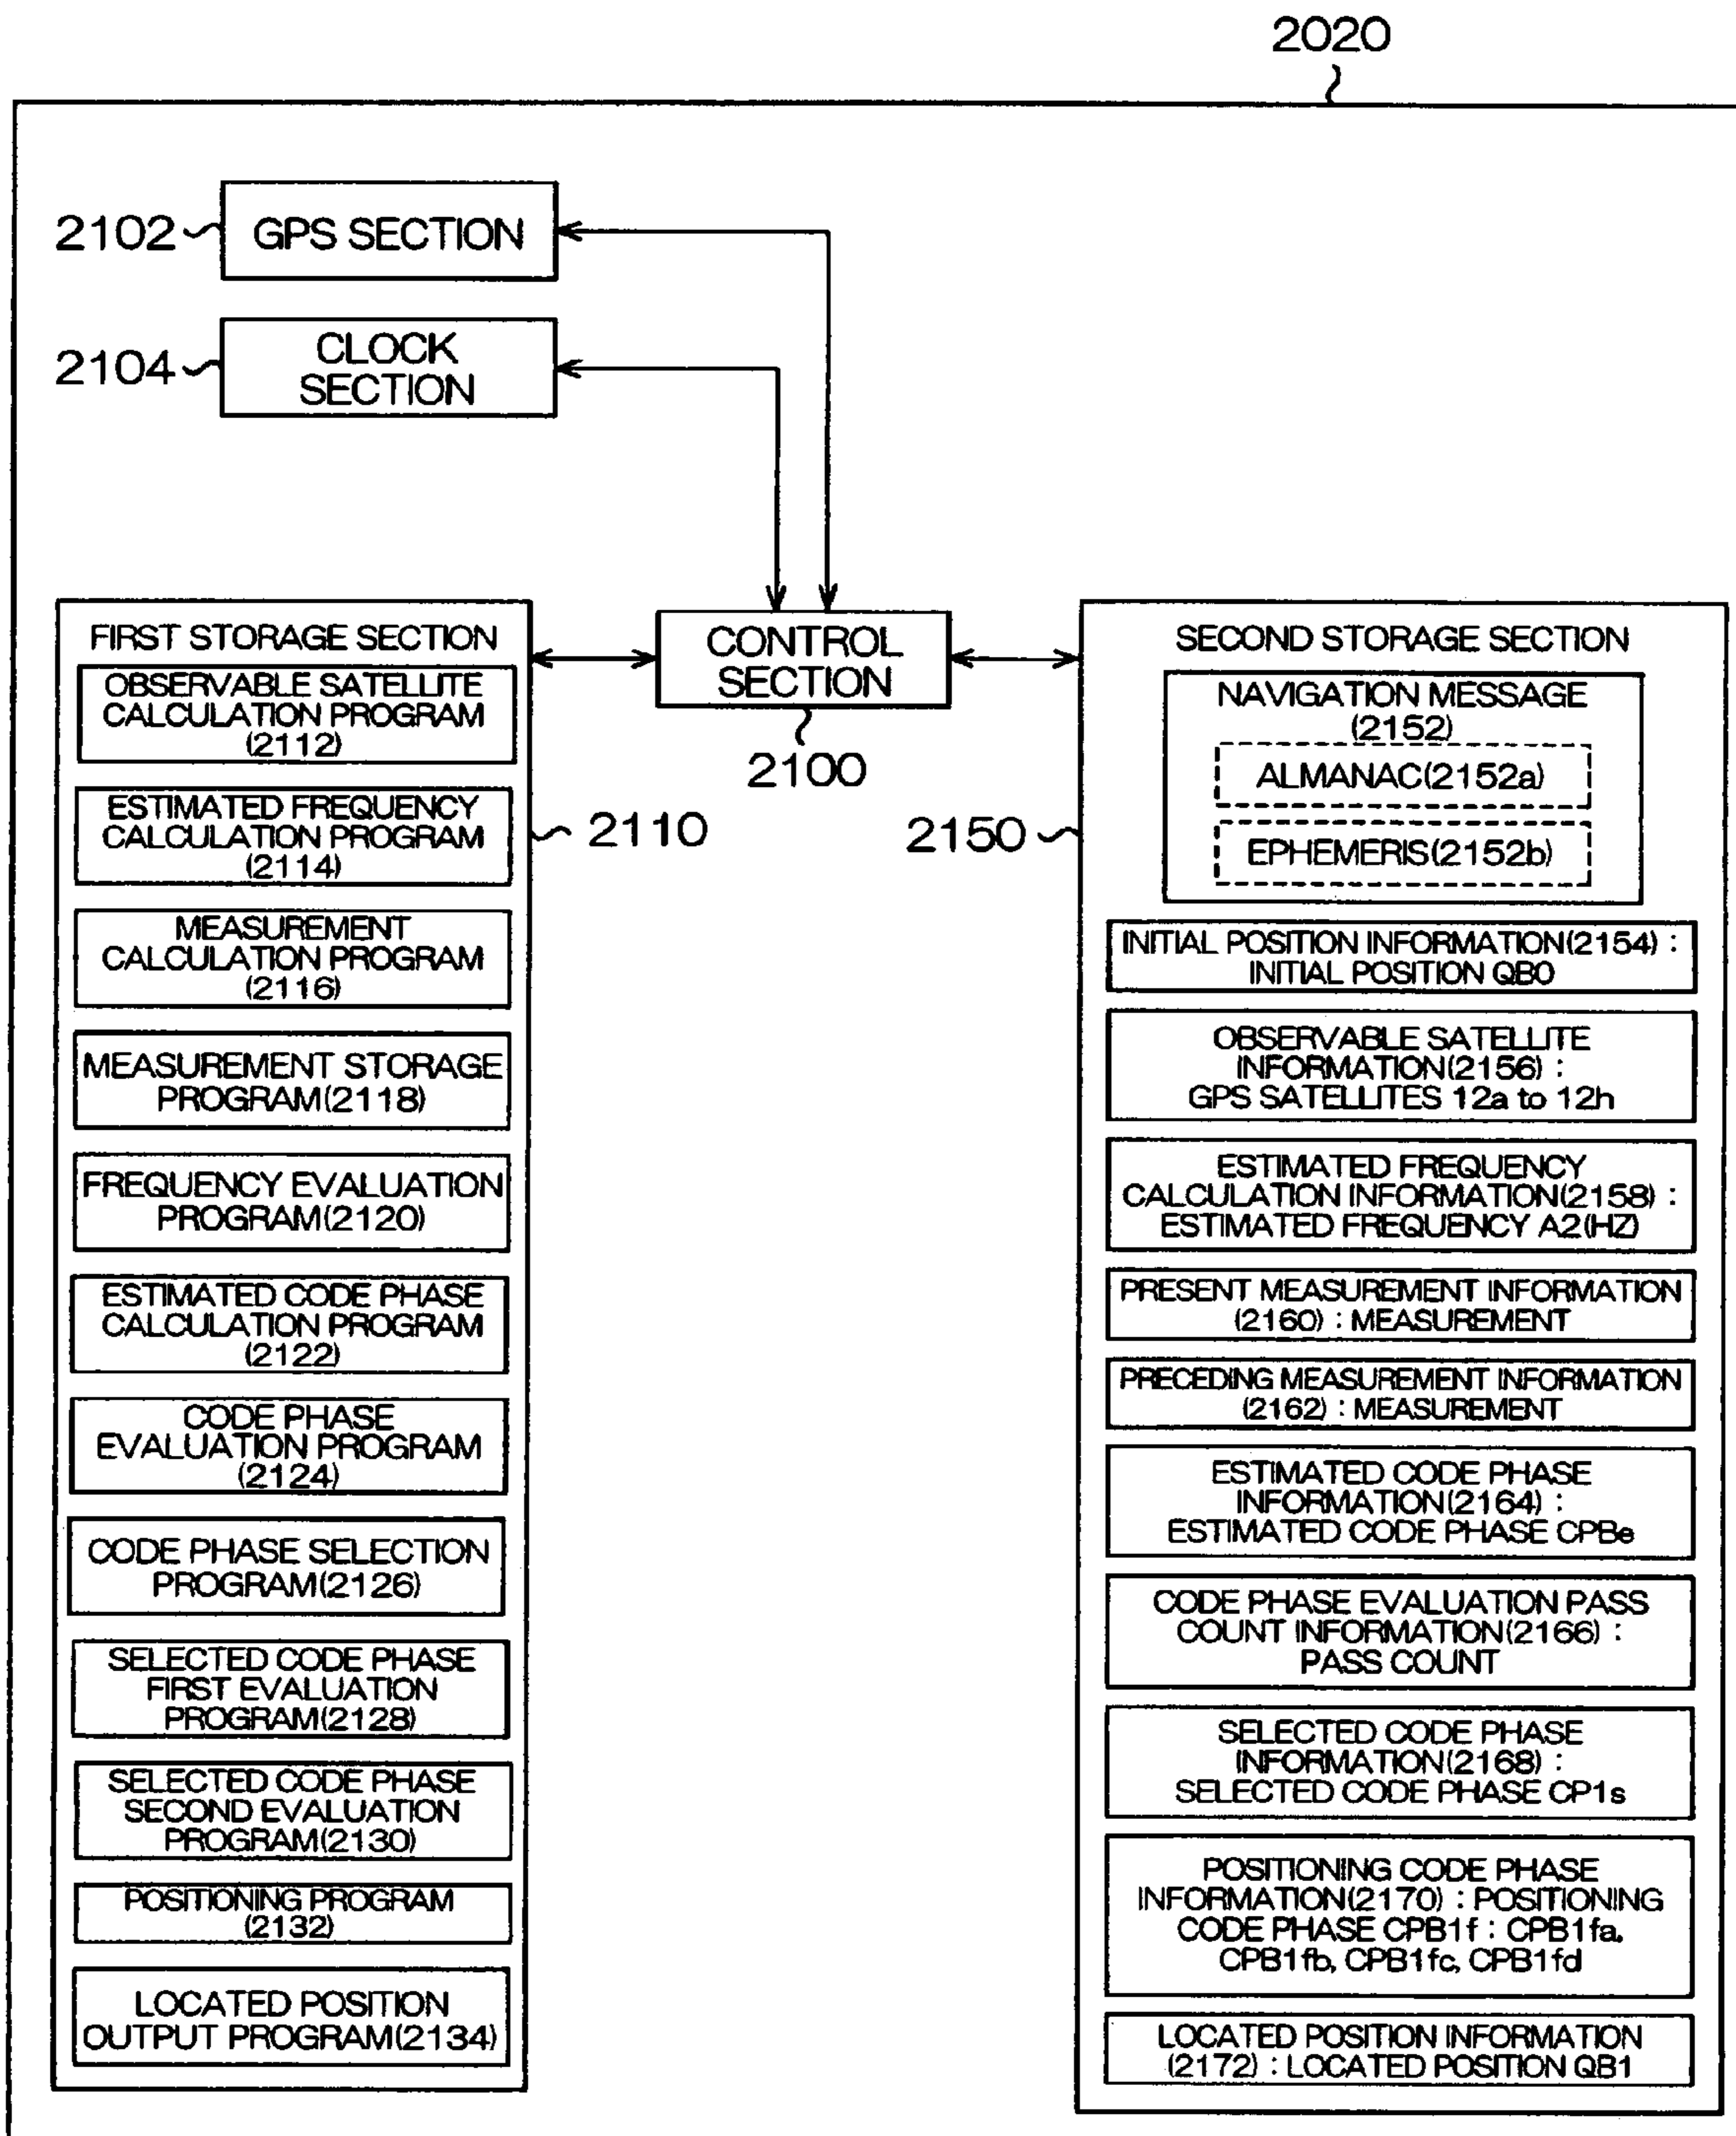 2020
2102
GPS SECTION
2104
CLOCK
SECTION
CONTROL
SECTION
2100
FIRST STORAGE SECTION
OBSERVABLE SATELLITE
CALCULATION PROGRAM
(2112)
ESTIMATED FREQUENCY
CALCULATION PROGRAM
(2114)
2110
MEASUREMENT
CALCULATION PROGRAM
(2116)
MEASUREMENT STORAGE
PROGRAM(2118)
FREQUENCY EVALUATION
PROGRAM(2120)
ESTIMATED CODE PHASE
CALCULATION PROGRAM
(2122)
CODE PHASE
EVALUATION PROGRAM
(2124)
CODE PHASE SELECTION
PROGRAM(2126)
SELECTED CODE PHASE
FIRST EVALUATION
PROGRAM(2128)
SELECTED CODE PHASE
SECOND EVALUATION
PROGRAM(2130)
POSITIONING PROGRAM
(2132)
LOCATED POSITION
OUTPUT PROGRAM(2134)
SECOND STORAGE SECTION
2150
NAVIGATION MESSAGE
(2152)
ALMANAC(2152a)
EPHEMERIS(2152b)
INITIAL POSITION INFORMATION(2154) :
INITIAL POSITION QB0
OBSERVABLE SATELLITE
INFORMATION(2156) :
GPS SATELLITES 12a to 12h
ESTIMATED FREQUENCY
CALCULATION INFORMATION(2158) :
ESTIMATED FREQUENCY A2(HZ)
PRESENT MEASUREMENT INFORMATION
(2160) : MEASUREMENT
PRECEDING MEASUREMENT INFORMATION
(2162) : MEASUREMENT
ESTIMATED CODE PHASE
INFORMATION(2164) :
ESTIMATED CODE PHASE CPBe
CODE PHASE EVALUATION PASS
COUNT INFORMATION(2166) :
PASS COUNT
SELECTED CODE PHASE
INFORMATION(2168) :
SELECTED CODE PHASE CP1s
POSITIONING CODE PHASE
INFORMATION(2170) : POSITIONING
CODE PHASE CPB1f : CPB1fa,
CPB1fb, CPB1fc, CPB1fd
LOCATED POSITION INFORMATION
(2172) : LOCATED POSITION QB1